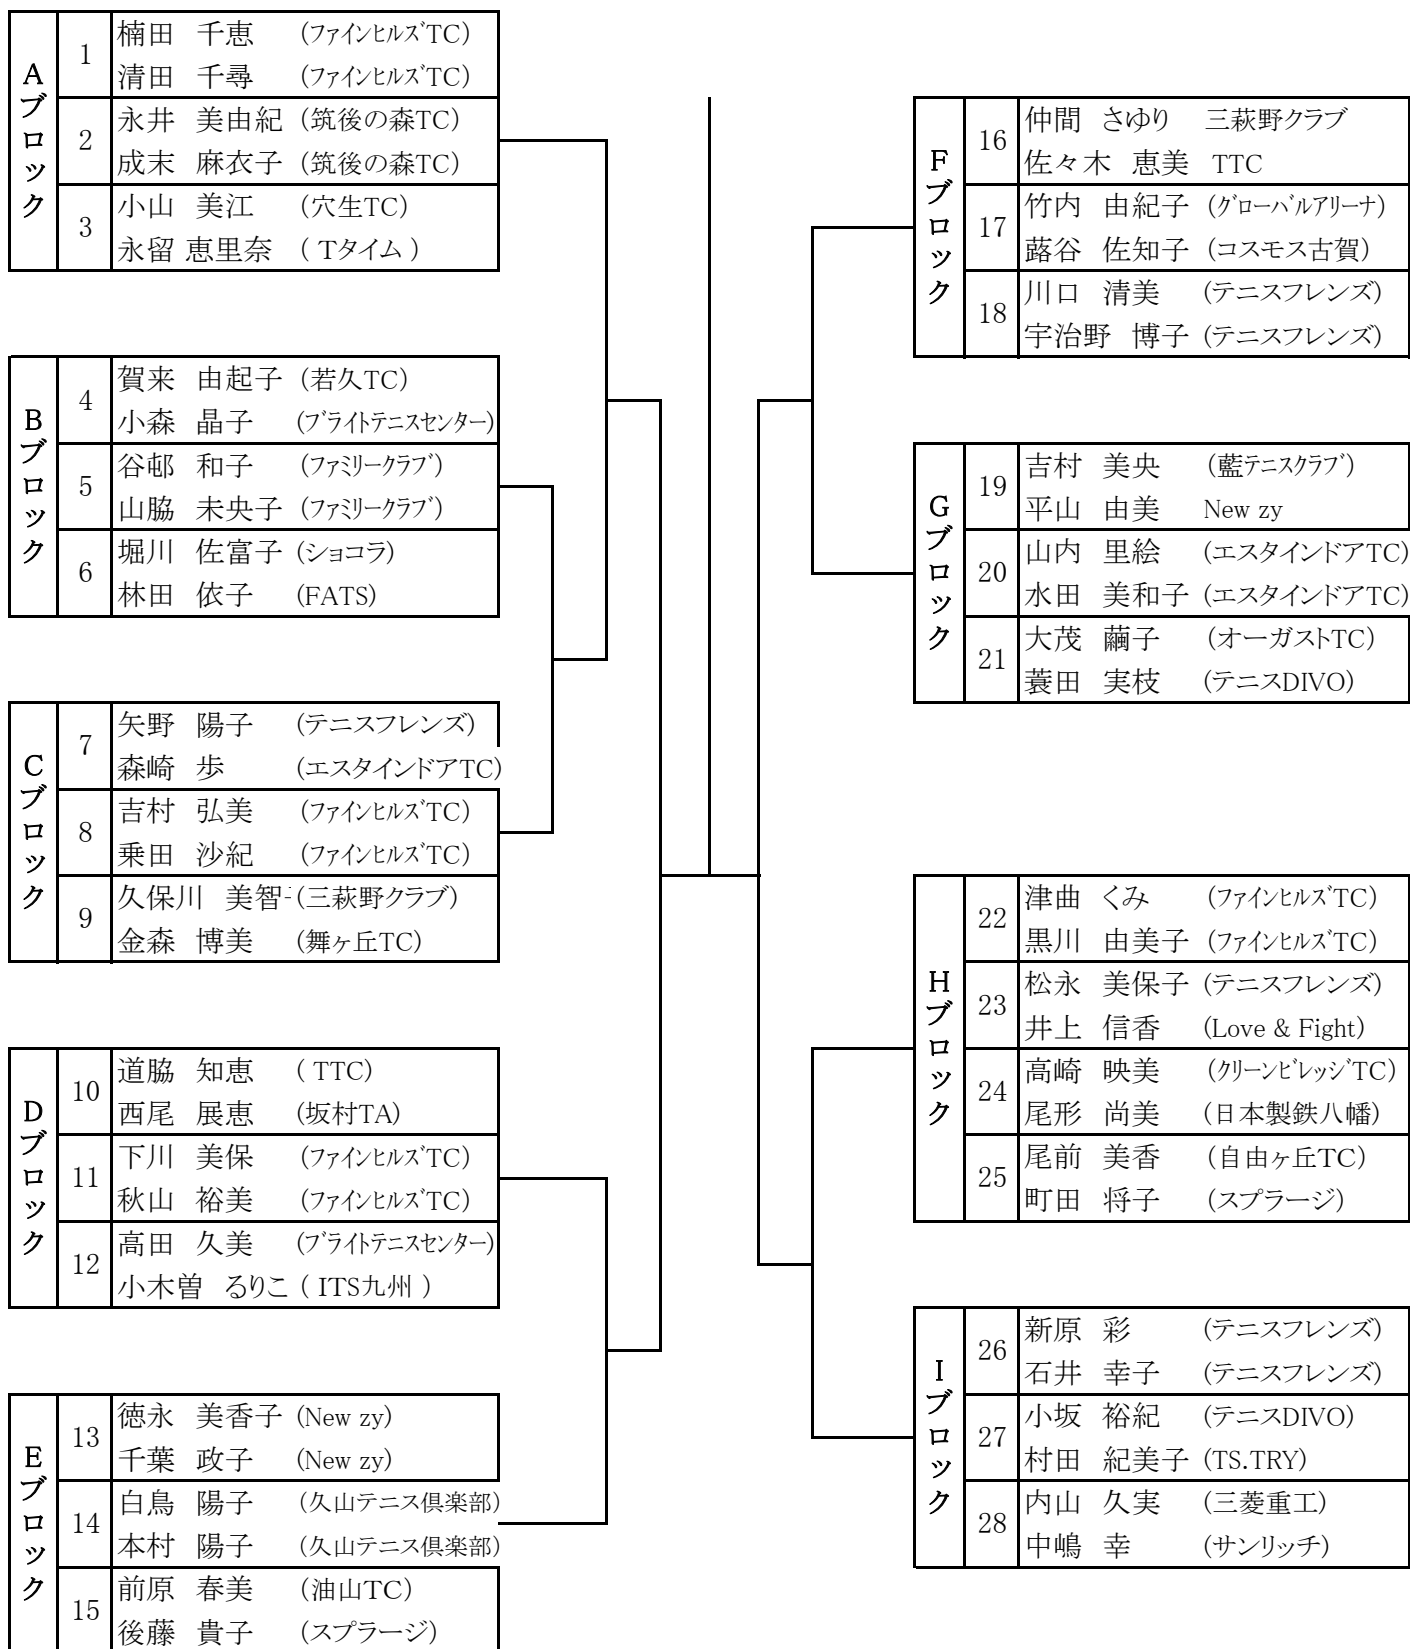 Aブロック
1
楠田 千恵 (ファインヒルズTC)
清田 千尋 (ファインヒルズTC)
2
永井 美由紀 (筑後の森TC)
成末 麻衣子 (筑後の森TC)
3
小山 美江 (穴生TC)
永留 恵里奈 ( Tタイム )
Bブロック
4
賀来 由起子 (若久TC)
小森 晶子 (ブライトテニスセンター)
5
谷邨 和子 (ファミリークラブ)
山脇 未央子 (ファミリークラブ)
6
堀川 佐富子 (ショコラ)
林田 依子 (FATS)
Cブロック
7
矢野 陽子 (テニスフレンズ)
森崎 歩 (エスタインドアTC)
8
吉村 弘美 (ファインヒルズTC)
乗田 沙紀 (ファインヒルズTC)
9
久保川 美智 (三萩野クラブ)
金森 博美 (舞ヶ丘TC)
Dブロック
10
道脇 知恵 ( TTC)
西尾 展恵 (坂村TA)
11
下川 美保 (ファインヒルズTC)
秋山 裕美 (ファインヒルズTC)
12
高田 久美 (ブライトテニスセンター)
小木曽 るりこ ( ITS九州 )
Eブロック
13
徳永 美香子 (New zy)
千葉 政子 (New zy)
14
白鳥 陽子 (久山テニス倶楽部)
本村 陽子 (久山テニス倶楽部)
15
前原 春美 (油山TC)
後藤 貴子 (スプラージ)
Fブロック
16
仲間 さゆり 三萩野クラブ
佐々木 恵美 TTC
17
竹内 由紀子 (グローバルアリーナ)
蕗谷 佐知子 (コスモス古賀)
18
川口 清美 (テニスフレンズ)
宇治野 博子 (テニスフレンズ)
Gブロック
19
吉村 美央 (藍テニスクラブ)
平山 由美 New zy
20
山内 里絵 (エスタインドアTC)
水田 美和子 (エスタインドアTC)
21
大茂 繭子 (オーガストTC)
蓑田 実枝 (テニスDIVO)
Hブロック
22
津曲 くみ (ファインヒルズTC)
黒川 由美子 (ファインヒルズTC)
23
松永 美保子 (テニスフレンズ)
井上 信香 (Love & Fight)
24
高崎 映美 (クリーンビレッジTC)
尾形 尚美 (日本製鉄八幡)
25
尾前 美香 (自由ヶ丘TC)
町田 将子 (スプラージ)
Iブロック
26
新原 彩 (テニスフレンズ)
石井 幸子 (テニスフレンズ)
27
小坂 裕紀 (テニスDIVO)
村田 紀美子 (TS.TRY)
28
内山 久実 (三菱重工)
中嶋 幸 (サンリッチ)